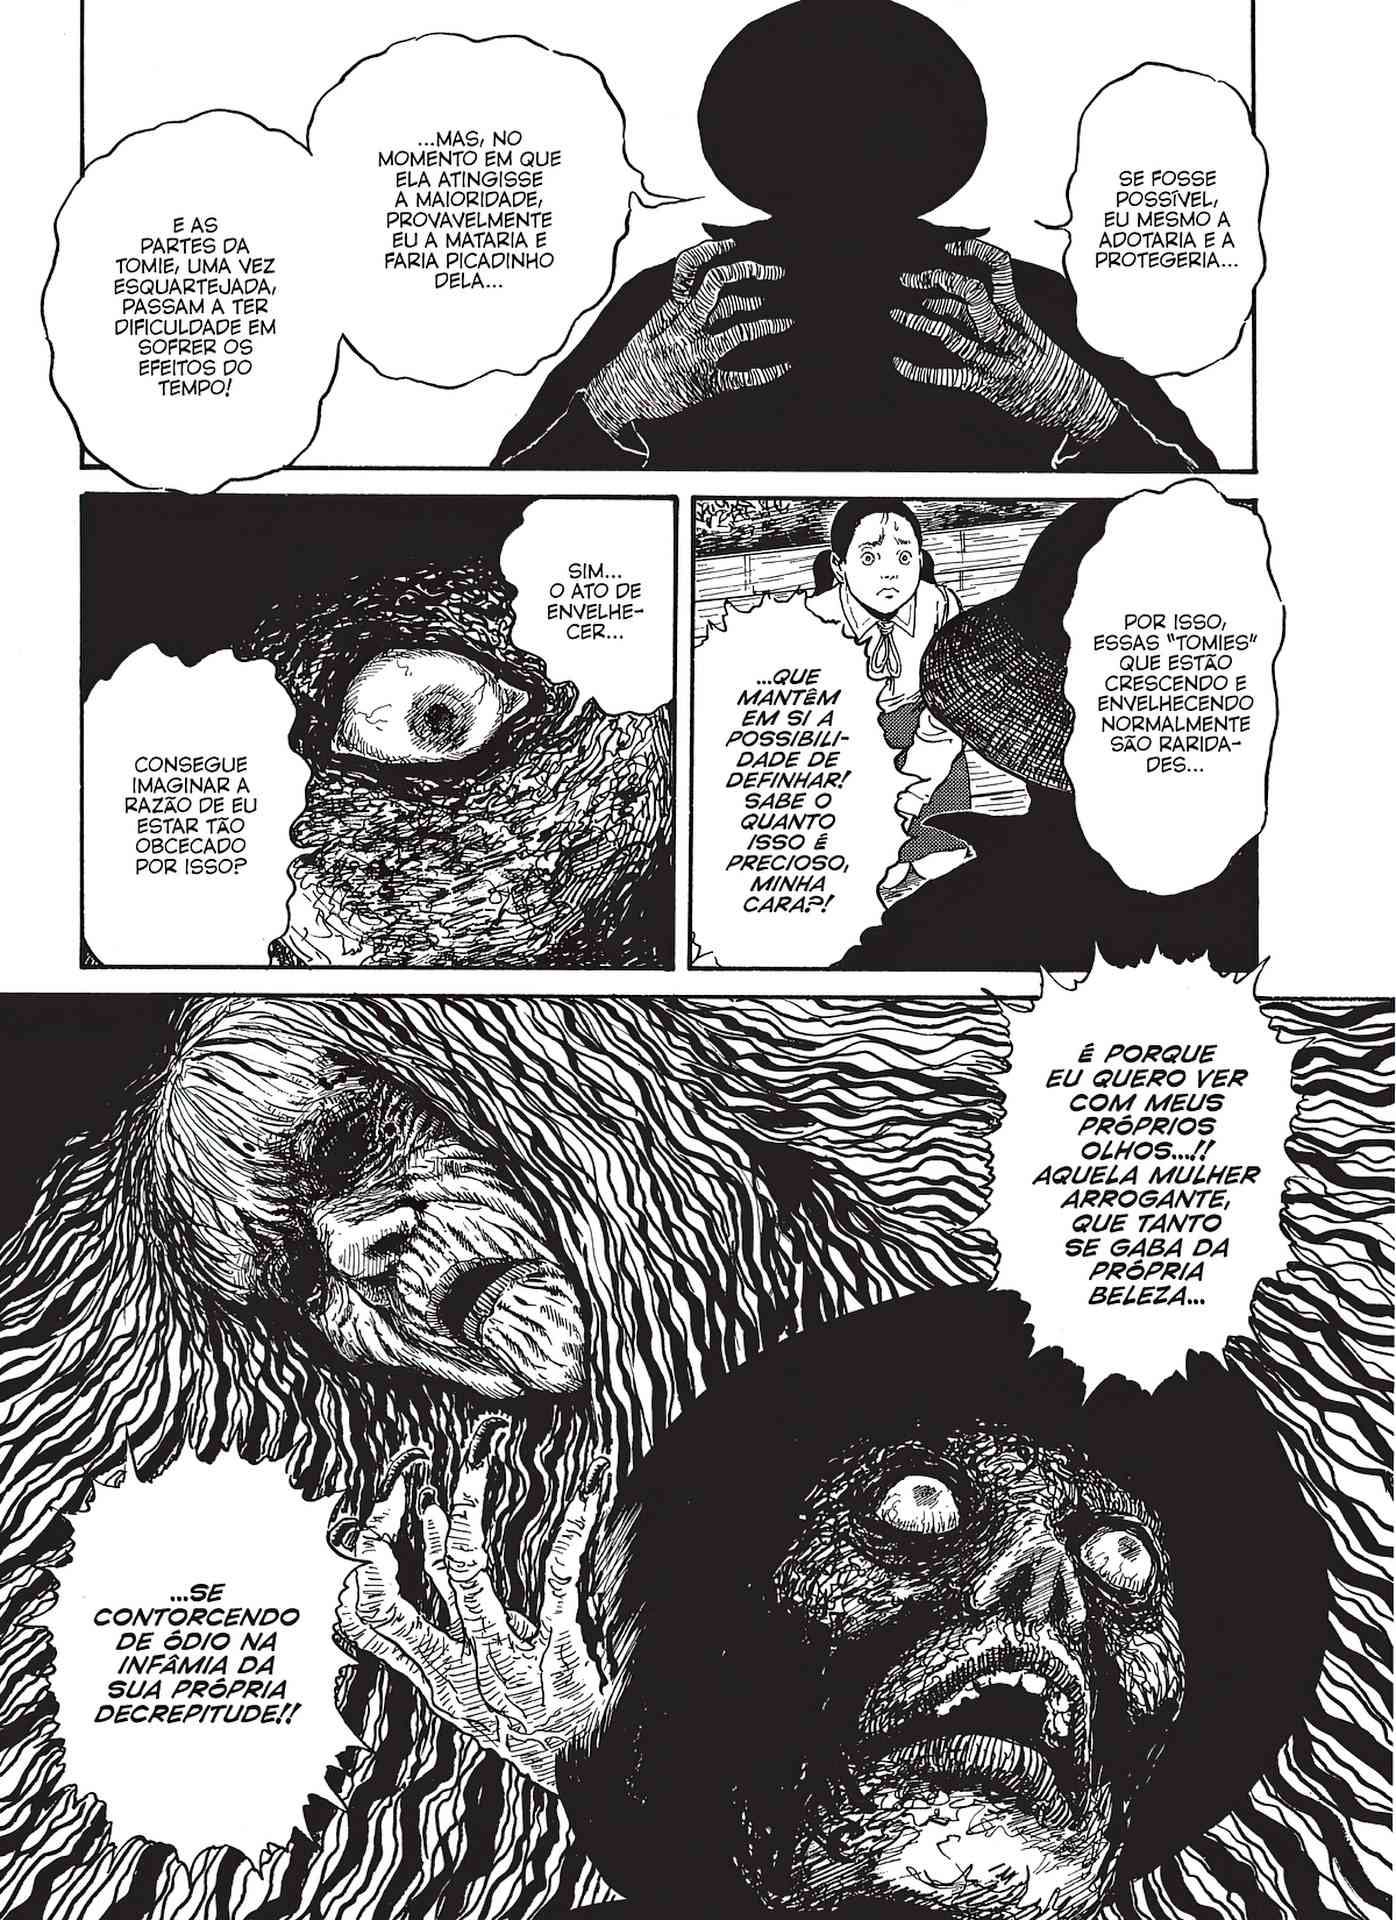 SE FOSSE
POSSÍVEL,
EU MESMO A
ADOTARIA E A
PROTEGERIA...
...MAS, NO
MOMENTO EM QUE
ELA ATINGISSE
A MAIORIDADE,
PROVAVELMENTE
EU A MATARIA E
FARIA PICADINHO
DELA...
E AS
PARTES DA
TOMIE, UMA VEZ
ESQUARTEJADA,
PASSAM A TER
DIFICULDADE EM
SOFRER OS
EFEITOS DO
TEMPO!
POR ISSO,
ESSAS “TOMIES”
QUE ESTÃO
CRESCENDO E
ENVELHECENDO
NORMALMENTE
SÃO RARIDA-
DES...
...QUE
MANTÊM
EM SI A
POSSIBILI-
DADE DE
DEFINHAR!
SABE O
QUANTO
ISSO É
PRECIOSO,
MINHA
CARA?!
SIM...
O ATO DE
ENVELHE-
CER...
CONSEGUE
IMAGINAR A
RAZÃO DE EU
ESTAR TÃO
OBCECADO
POR ISSO?
É PORQUE
EU QUERO VER
COM MEUS
PRÓPRIOS
OLHOS...!!
AQUELA MULHER
ARROGANTE,
QUE TANTO
SE GABA DA
PRÓPRIA
BELEZA...
...SE
CONTORCENDO
DE ÓDIO NA
INFÂMIA DA
SUA PRÓPRIA
DECREPITUDE!!